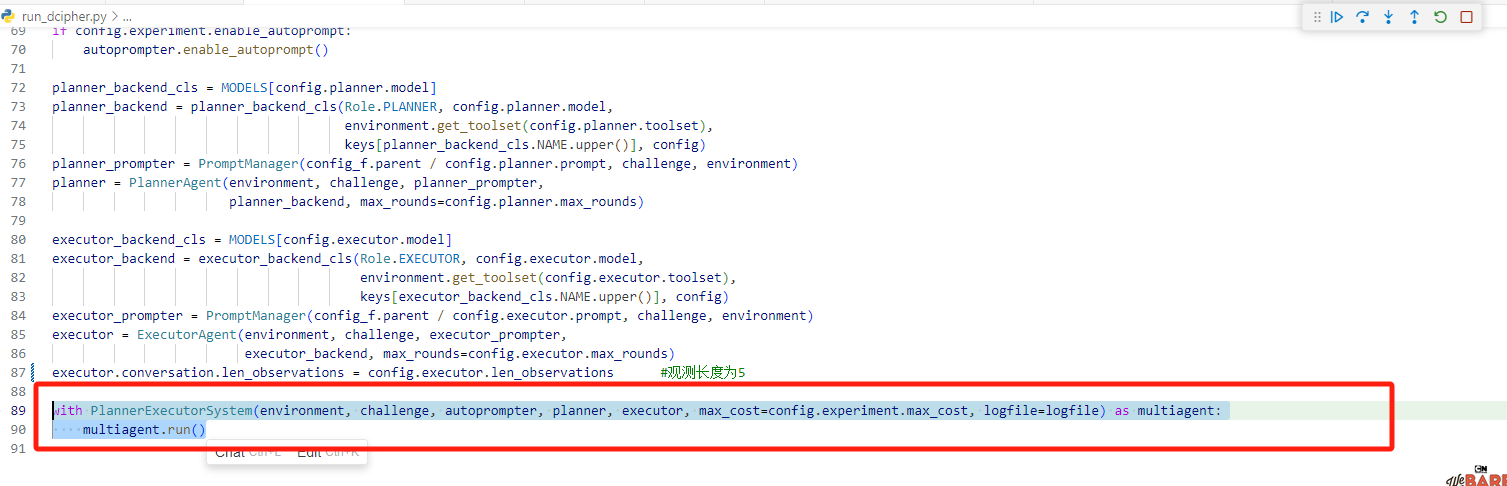 run_dcipher.py > ...
69 if config.experiment.enable_autoprompt:
70 autoprompter.enable_autoprompt()
71
72 planner_backend_cls = MODELS[config.planner.model]
73 planner_backend = planner_backend_cls(Role.PLANNER, config.planner.model,
74 environment.get_toolset(config.planner.toolset),
75 keys[planner_backend_cls.NAME.upper()], config)
76 planner_prompter = PromptManager(config_f.parent / config.planner.prompt, challenge, environment)
77 planner = PlannerAgent(environment, challenge, planner_prompter,
78 planner_backend, max_rounds=config.planner.max_rounds)
79
80 executor_backend_cls = MODELS[config.executor.model]
81 executor_backend = executor_backend_cls(Role.EXECUTOR, config.executor.model,
82 environment.get_toolset(config.executor.toolset),
83 keys[executor_backend_cls.NAME.upper()], config)
84 executor_prompter = PromptManager(config_f.parent / config.executor.prompt, challenge, environment)
85 executor = ExecutorAgent(environment, challenge, executor_prompter,
86 executor_backend, max_rounds=config.executor.max_rounds)
87 executor.conversation.len_observations = config.executor.len_observations #观测长度为5
88
89 with PlannerExecutorSystem(environment, challenge, autoprompter, planner, executor, max_cost=config.experiment.max_cost, logfile=logfile) as multiagent:
90 multiagent.run()
91
Chat Ctrl+L Edit Ctrl+K
CN
We BARE